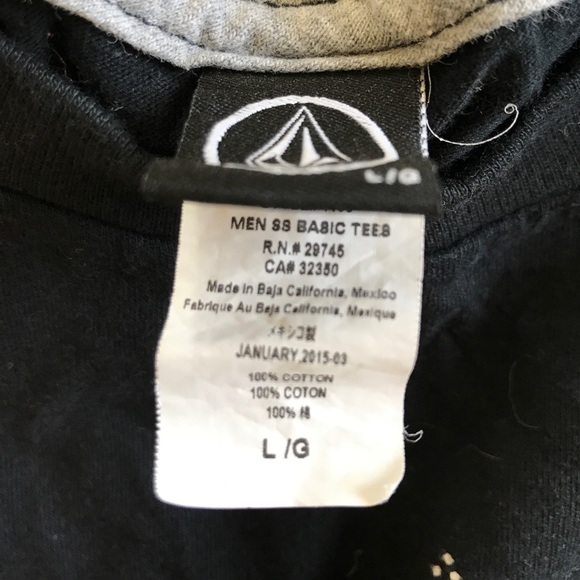 L/G
MEN SS BASIC TEES
R.N.# 29745
CA# 32350
Made in Baja California, Mexico
Fabrique Au Baja California, Mexique
メキシコ製
JANUARY,2015-03
100% COTTON
100% COTON
100% 綿
L /G